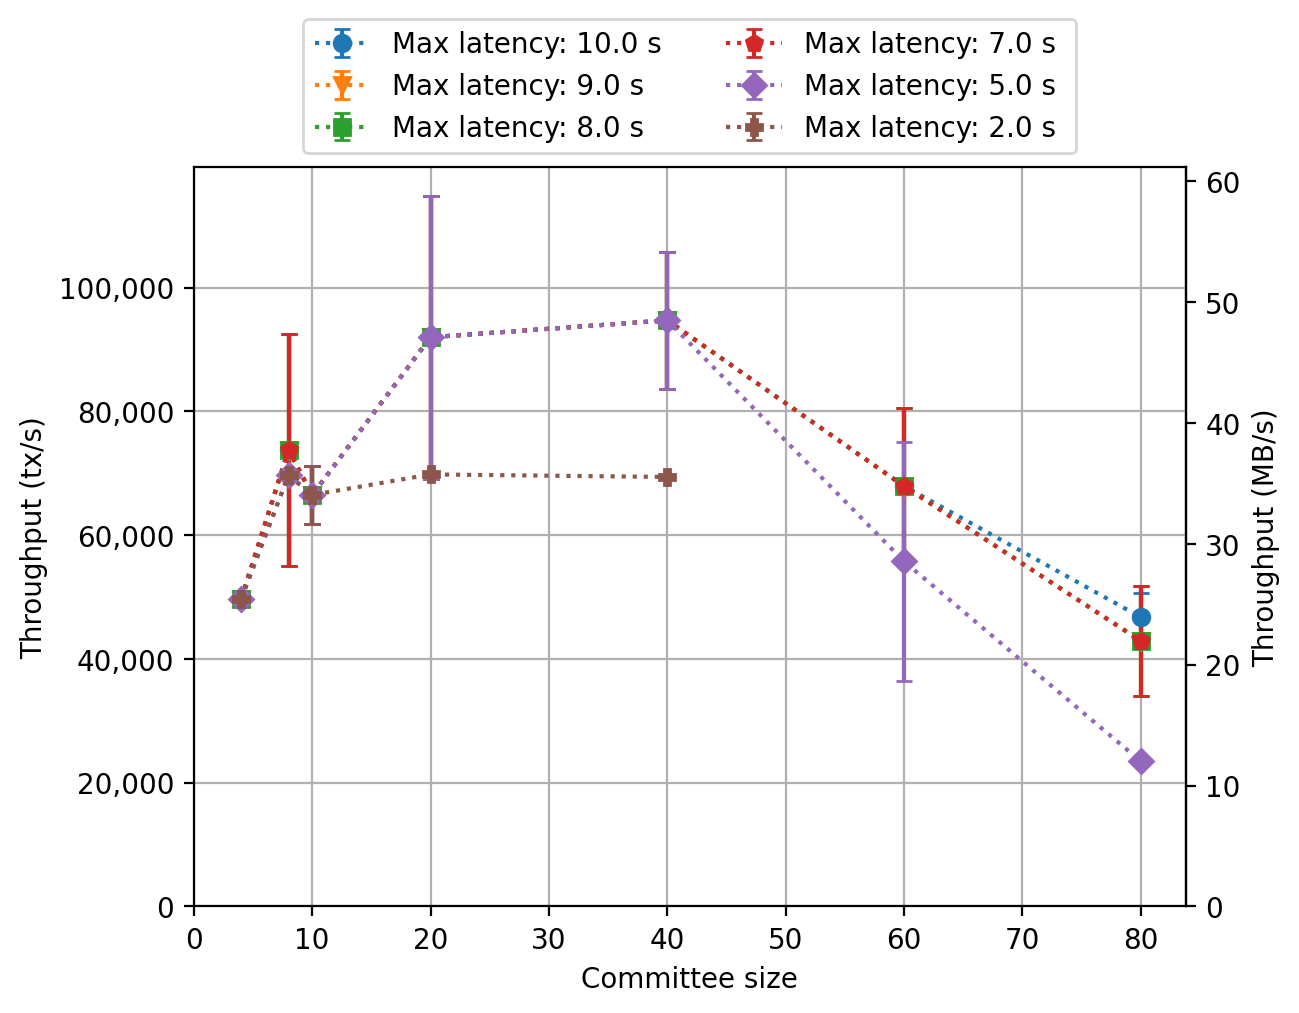 Max latency: 10.0 s
Max latency: 9.0 s
Max latency: 8.0 s
Max latency: 7.0 s
Max latency: 5.0 s
Max latency: 2.0 s
Throughput (tx/s)
100,000
80,000
60,000
40,000
20,000
0
60
50
40
30
20
10
0
Throughput (MB/s)
0 10 20 30 40 50 60 70 80
Committee size